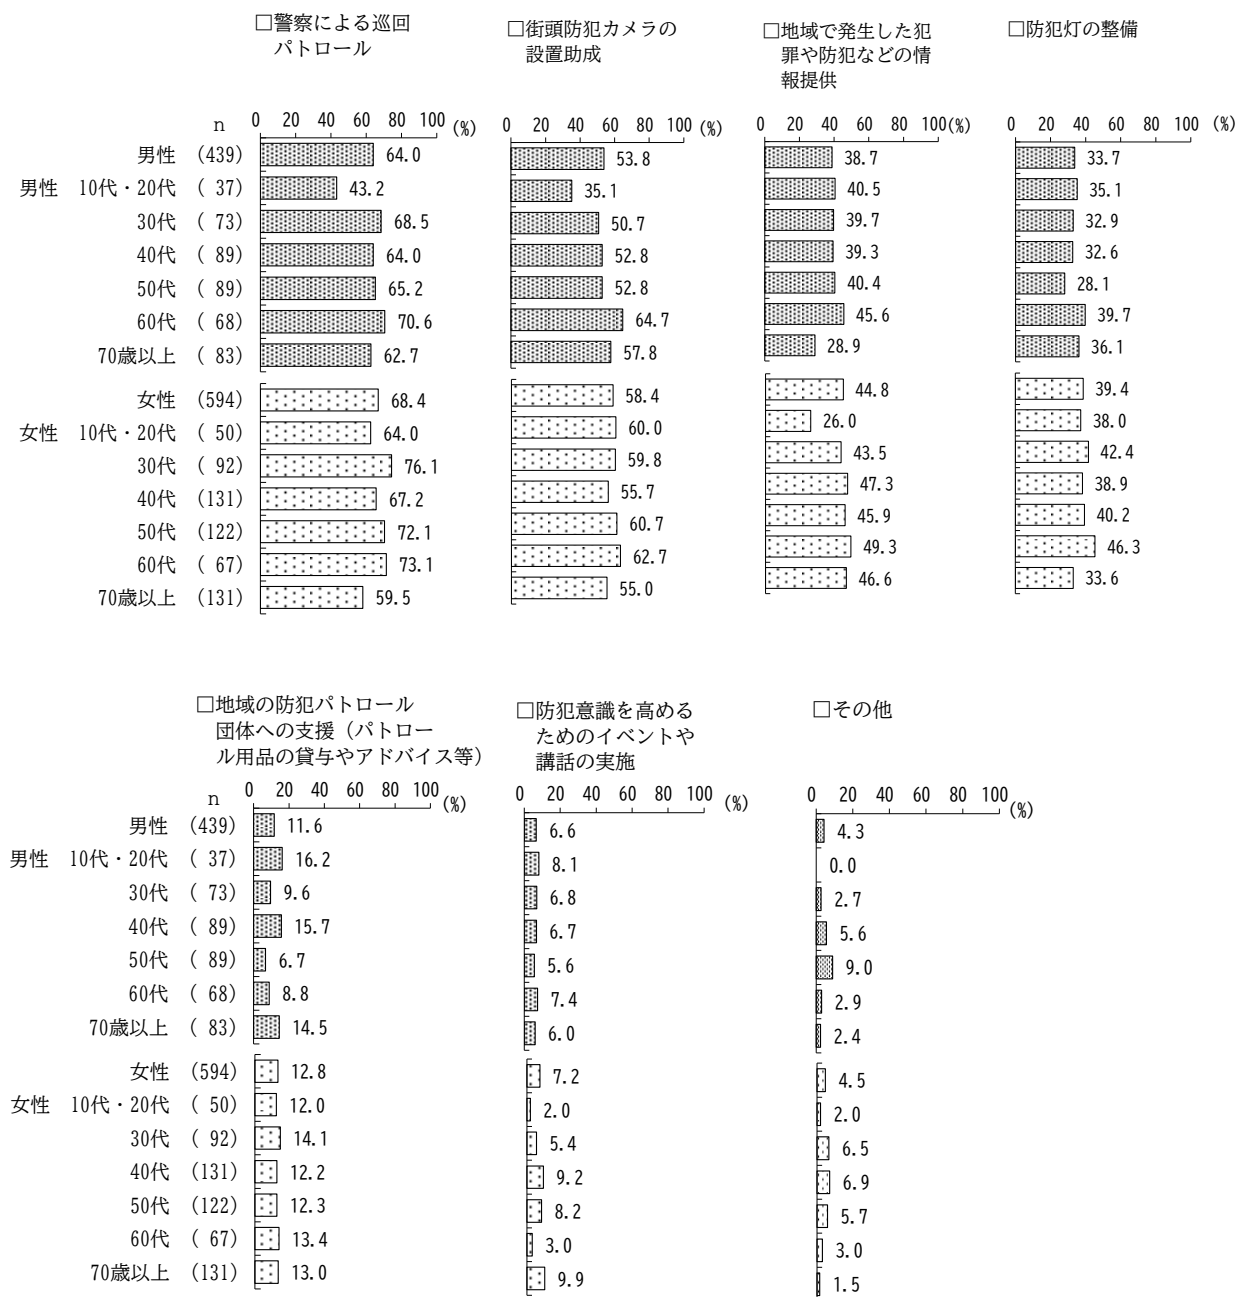 □警察による巡回
パトロール
□街頭防犯カメラの
設置助成
□地域で発生した犯
罪や防犯などの情
報提供
□防犯灯の整備
n 0 20 40 60 80 100 (%) 0 20 40 60 80 100 (%) 0 20 40 60 80 100 (%) 0 20 40 60 80 100 (%)
男性 (439) 64.0 53.8 38.7 33.7
男性 10代・20代 ( 37) 43.2 35.1 40.5 35.1
30代 ( 73) 68.5 50.7 39.7 32.9
40代 ( 89) 64.0 52.8 39.3 32.6
50代 ( 89) 65.2 52.8 40.4 28.1
60代 ( 68) 70.6 64.7 45.6 39.7
70歳以上 ( 83) 62.7 57.8 28.9 36.1
女性 (594) 68.4 58.4 44.8 39.4
女性 10代・20代 ( 50) 64.0 60.0 26.0 38.0
30代 ( 92) 76.1 59.8 43.5 42.4
40代 (131) 67.2 55.7 47.3 38.9
50代 (122) 72.1 60.7 45.9 40.2
60代 ( 67) 73.1 62.7 49.3 46.3
70歳以上 (131) 59.5 55.0 46.6 33.6
□地域の防犯パトロール
団体への支援（パトロー
ル用品の貸与やアドバイス等）
□防犯意識を高める
ためのイベントや
講話の実施
□その他
n 0 20 40 60 80 100 (%) 0 20 40 60 80 100 (%) 0 20 40 60 80 100 (%)
男性 (439) 11.6 6.6 4.3
男性 10代・20代 ( 37) 16.2 8.1 0.0
30代 ( 73) 9.6 6.8 2.7
40代 ( 89) 15.7 6.7 5.6
50代 ( 89) 6.7 5.6 9.0
60代 ( 68) 8.8 7.4 2.9
70歳以上 ( 83) 14.5 6.0 2.4
女性 (594) 12.8 7.2 4.5
女性 10代・20代 ( 50) 12.0 2.0 2.0
30代 ( 92) 14.1 5.4 6.5
40代 (131) 12.2 9.2 6.9
50代 (122) 12.3 8.2 5.7
60代 ( 67) 13.4 3.0 3.0
70歳以上 (131) 13.0 9.9 1.5